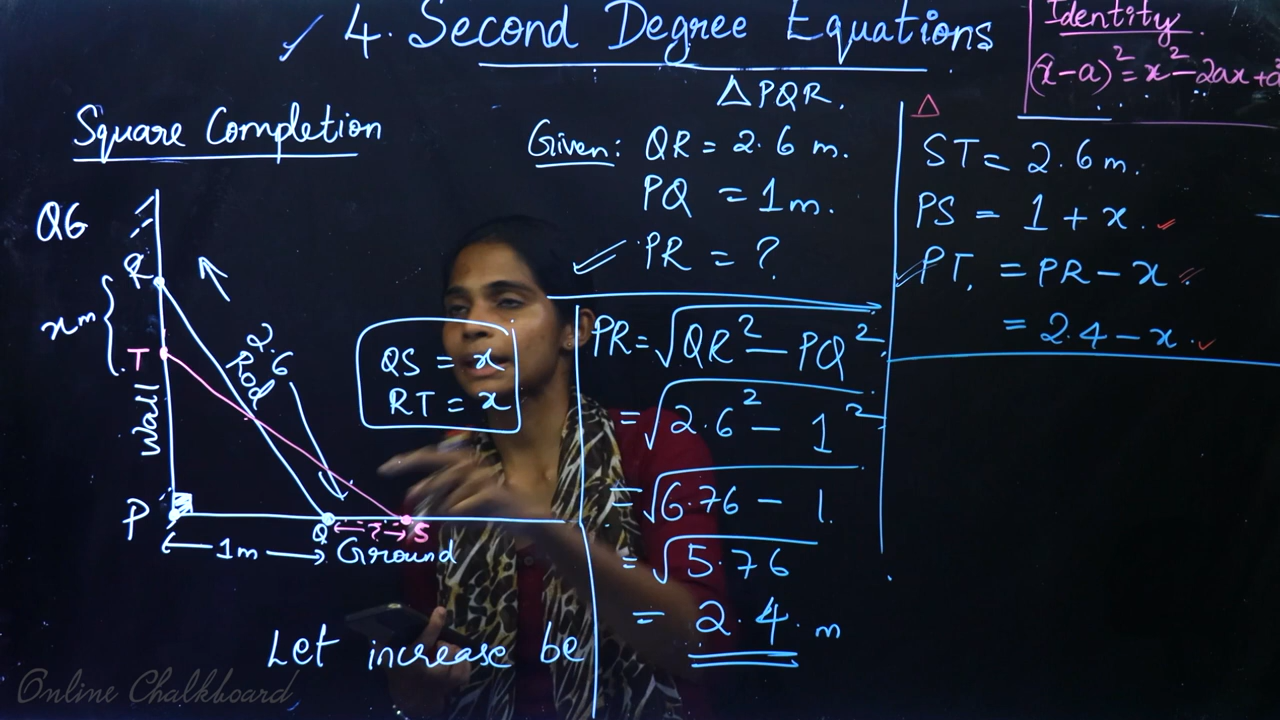 4. Second Degree Equations
Identity
(x-a)² = x² - 2ax + a²
Square Completion
Q6
R
x m
T
Wall
P
2.6
Rod
1m
Q
?
S
Ground
QS = x
RT = x
Let increase be
△PQR.
Given: QR = 2.6 m.
PQ = 1m.
PR = ?
PR = √QR² - PQ²
= √2.6² - 1²
= √6.76 - 1
= √5.76
= 2.4 m
△
ST = 2.6 m.
PS = 1 + x.
PT = PR - x
= 2.4 - x
Online Chalkboard